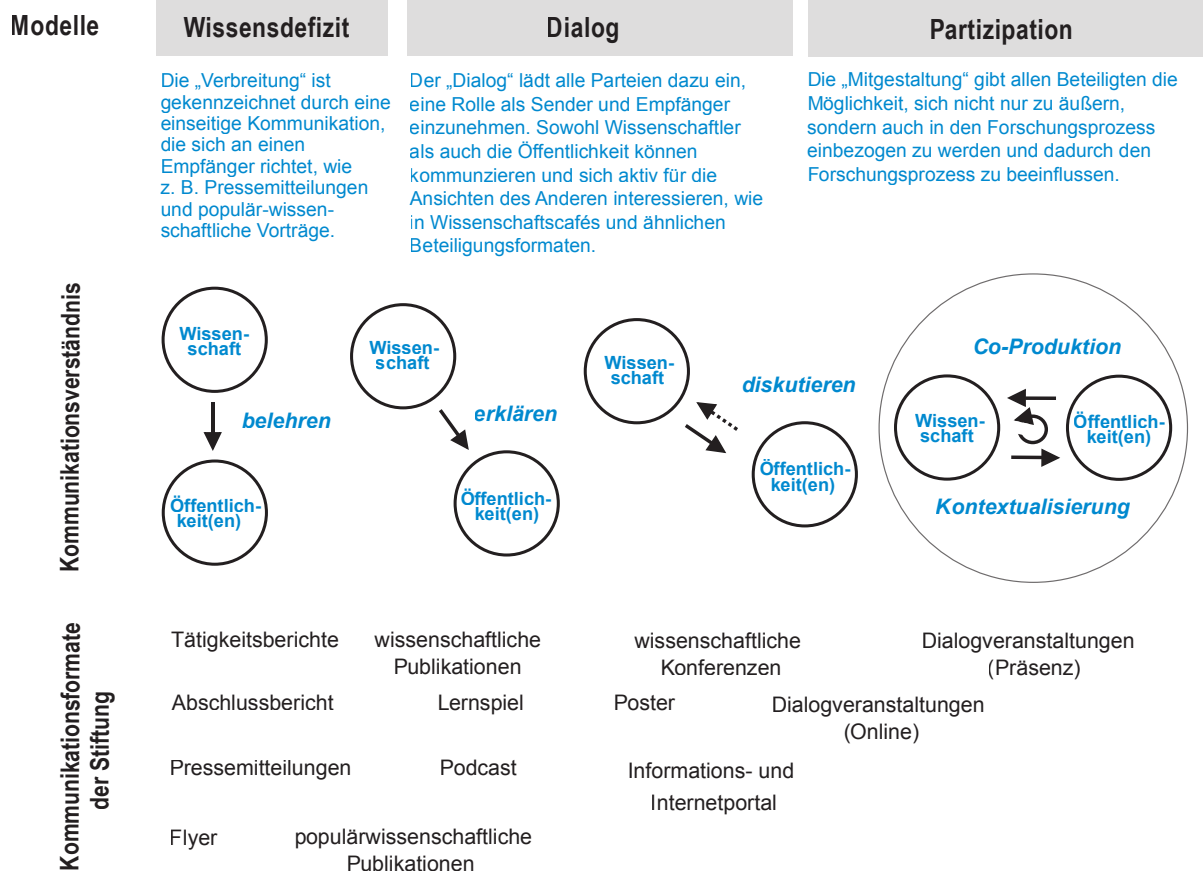 Modelle
Wissensdefizit
Dialog
Partizipation
Die „Verbreitung“ ist
gekennzeichnet durch eine
einseitige Kommunikation,
die sich an einen
Empfänger richtet, wie
z. B. Pressemitteilungen
und populär-wissen-
schaftliche Vorträge.
Der „Dialog“ lädt alle Parteien dazu ein,
eine Rolle als Sender und Empfänger
einzunehmen. Sowohl Wissenschaftler
als auch die Öffentlichkeit können
kommunzieren und sich aktiv für die
Ansichten des Anderen interessieren, wie
in Wissenschaftscafés und ähnlichen
Beteiligungsformaten.
Die „Mitgestaltung“ gibt allen Beteiligten die
Möglichkeit, sich nicht nur zu äußern,
sondern auch in den Forschungsprozess
einbezogen zu werden und dadurch den
Forschungsprozess zu beeinflussen.
Kommunikationsverständnis
Wissen-
schaft
belehren
Öffentlich-
keit(en)
Wissen-
schaft
erklären
Öffentlich-
keit(en)
Wissen-
schaft
diskutieren
Öffentlich-
keit(en)
Co-Produktion
Wissen-
schaft
Öffentlich-
keit(en)
Kontextualisierung
Kommunikationsformate
der Stiftung
Tätigkeitsberichte
wissenschaftliche
Publikationen
wissenschaftliche
Konferenzen
Dialogveranstaltungen
(Präsenz)
Abschlussbericht
Lernspiel
Poster
Dialogveranstaltungen
(Online)
Pressemitteilungen
Podcast
Informations- und
Internetportal
Flyer
populärwissenschaftliche
Publikationen